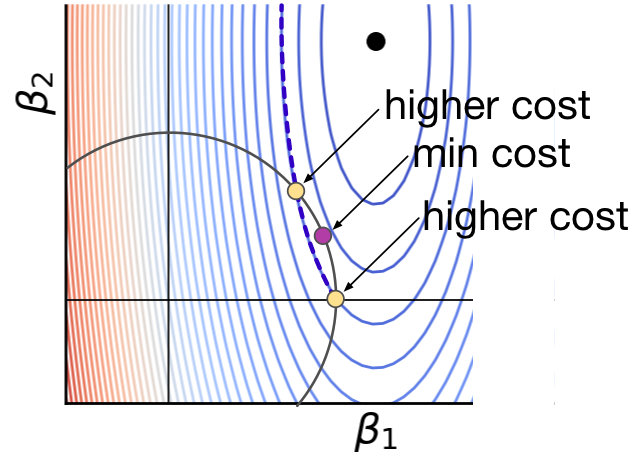 β₂
higher cost
min cost
higher cost
β₁